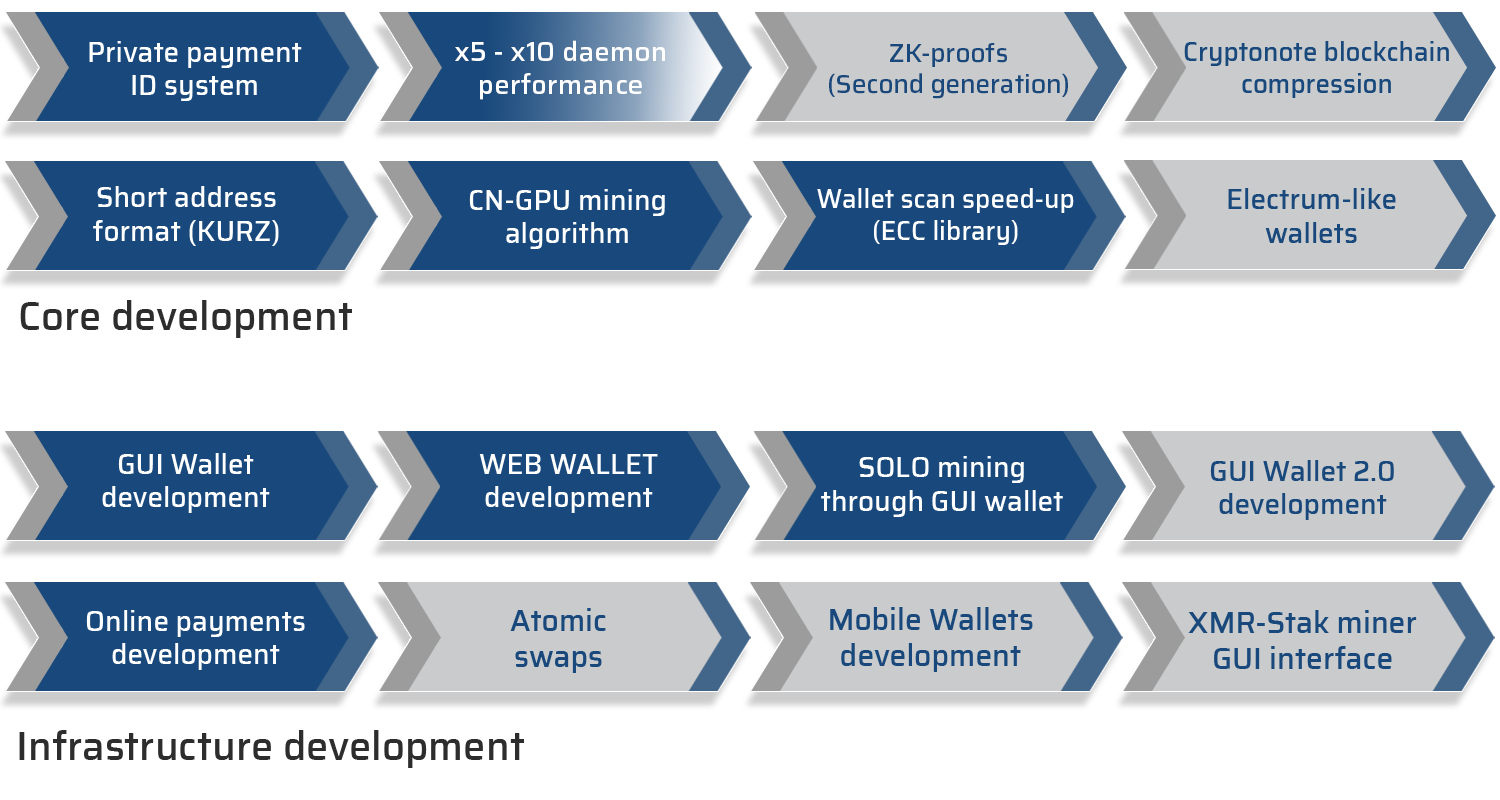 Private payment
ID system
x5 - x10 daemon
performance
ZK-proofs
(Second generation)
Cryptonote blockchain
compression
Short address
format (KURZ)
CN-GPU mining
algorithm
Wallet scan speed-up
(ECC library)
Electrum-like
wallets
Core development
GUI Wallet
development
WEB WALLET
development
SOLO mining
through GUI wallet
GUI Wallet 2.0
development
Online payments
development
Atomic
swaps
Mobile Wallets
development
XMR-Stak miner
GUI interface
Infrastructure development